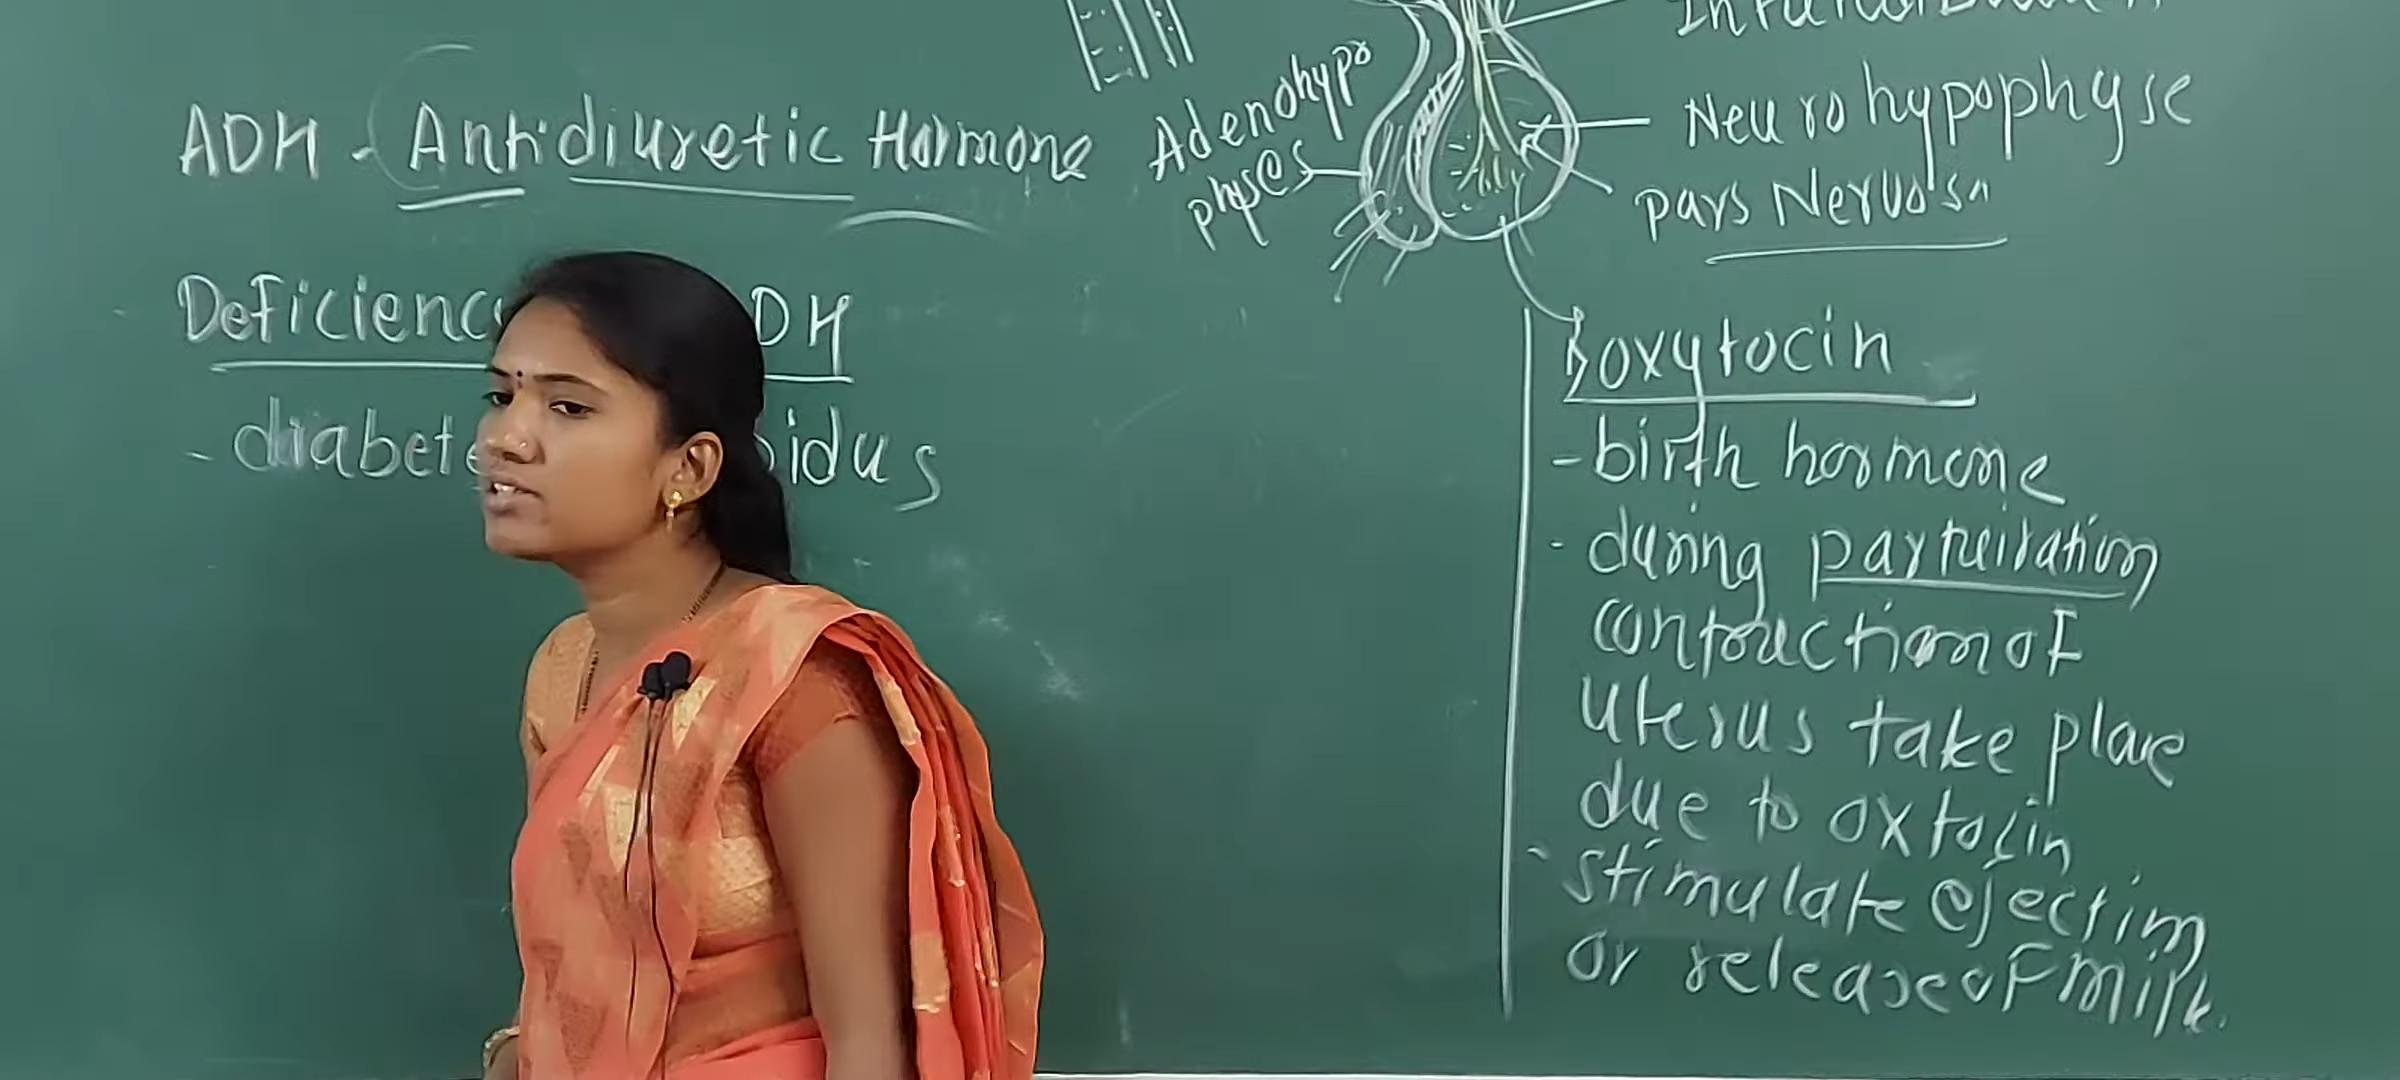 ADH - Antidiuretic Hormone
Deficienc DH
- diabete idus
Adenohypo
physes
Neurohypophyse
pars Nervosa
oxytocin
- birth hormone
- during partuiration
contraction of
uterus take place
due to oxtocin
- stimulate ejection
or release of milk.